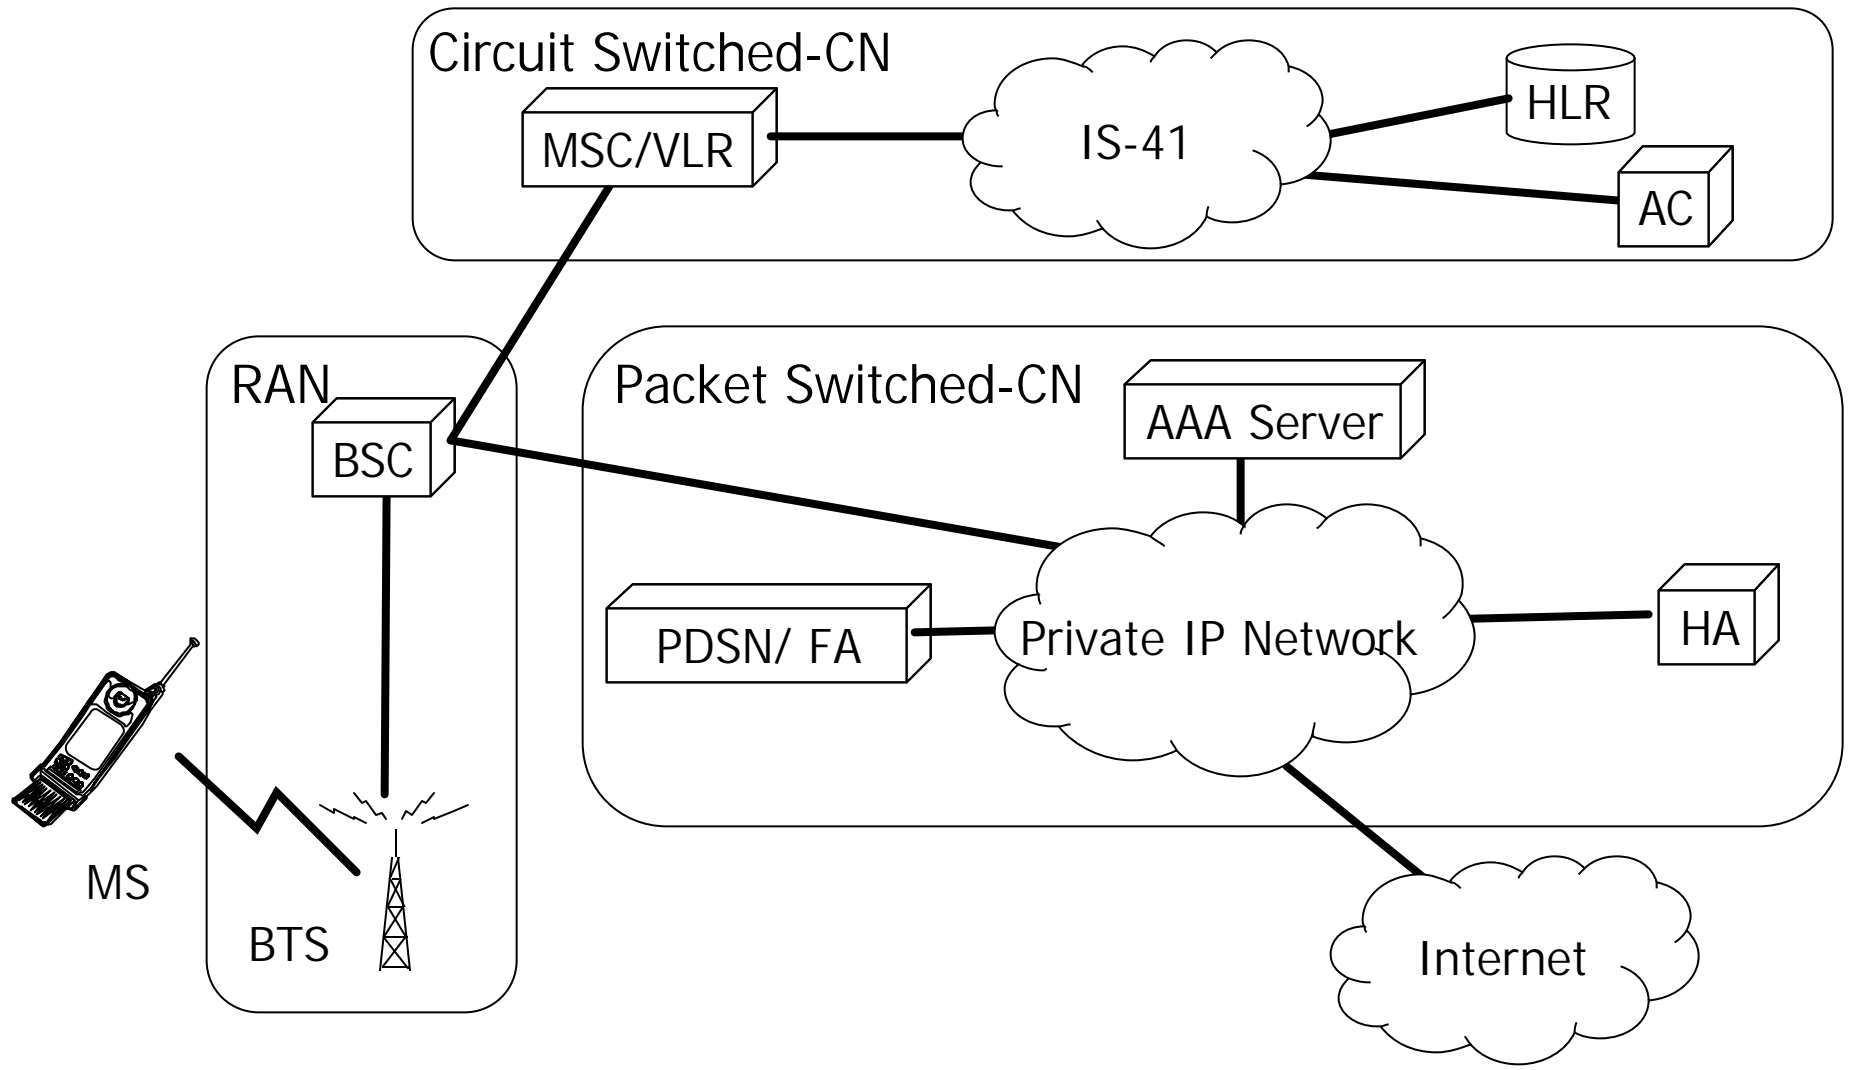 Circuit Switched-CN
MSC/VLR
IS-41
HLR
AC
RAN
BSC
Packet Switched-CN
AAA Server
PDSN/ FA
Private IP Network
HA
MS
BTS
Internet